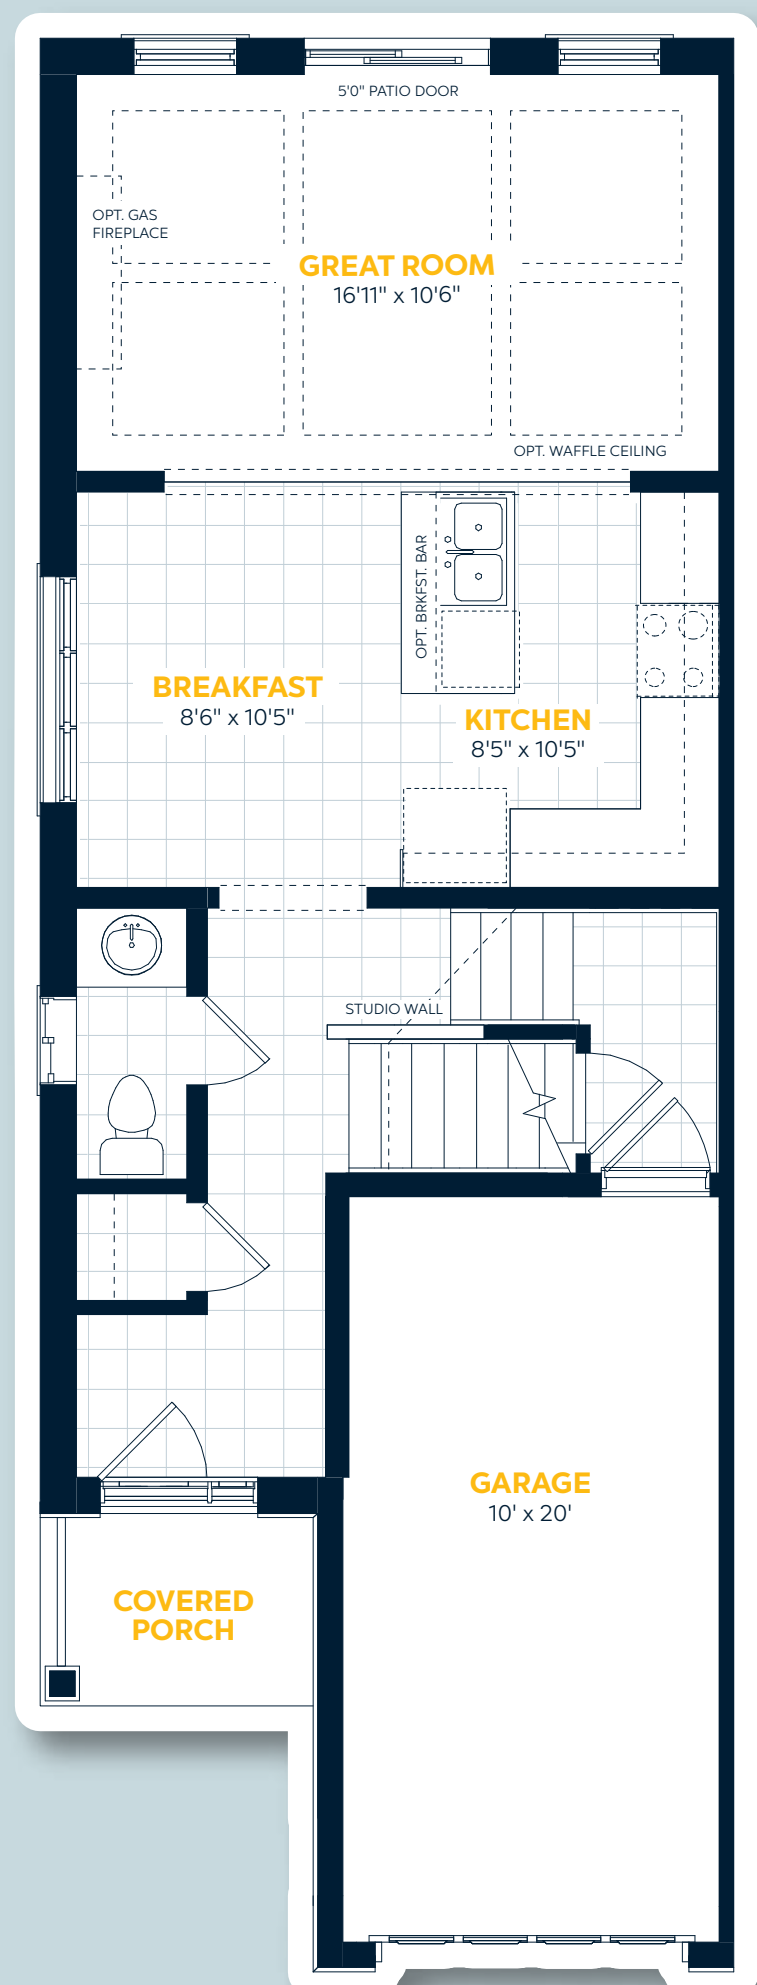 5'0" PATIO DOOR
OPT. GAS
FIREPLACE
GREAT ROOM
16'11" x 10'6"
OPT. WAFFLE CEILING
OPT. BRKFST. BAR
BREAKFAST
8'6" x 10'5"
KITCHEN
8'5" x 10'5"
STUDIO WALL
GARAGE
10' x 20'
COVERED
PORCH